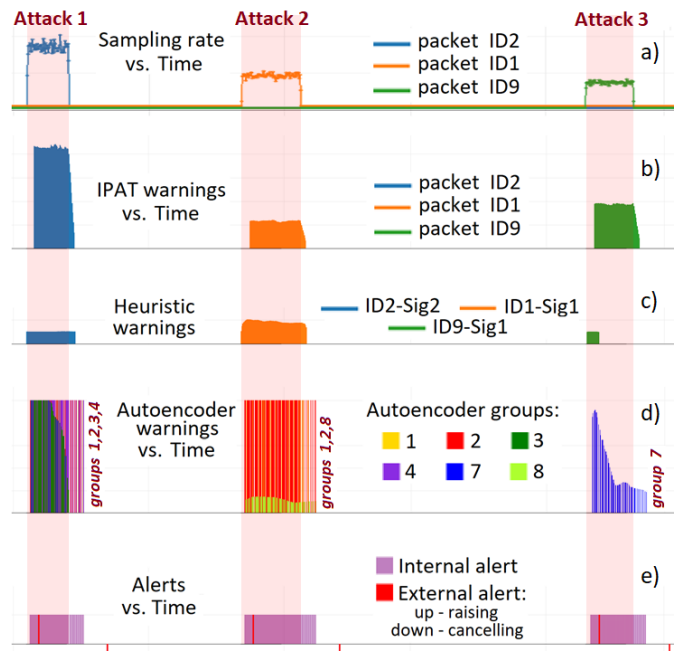 Attack 1
Attack 2
Attack 3
Sampling rate
vs. Time
packet ID2
packet ID1
packet ID9
a)
IPAT warnings
vs. Time
packet ID2
packet ID1
packet ID9
b)
Heuristic
warnings
ID2-Sig2
ID1-Sig1
ID9-Sig1
c)
groups 1,2,3,4
Autoencoder
warnings
vs. Time
groups 1,2,8
Autoencoder groups:
1
2
3
4
7
8
d)
group 7
Alerts
vs. Time
Internal alert
External alert:
up - raising
down - cancelling
e)